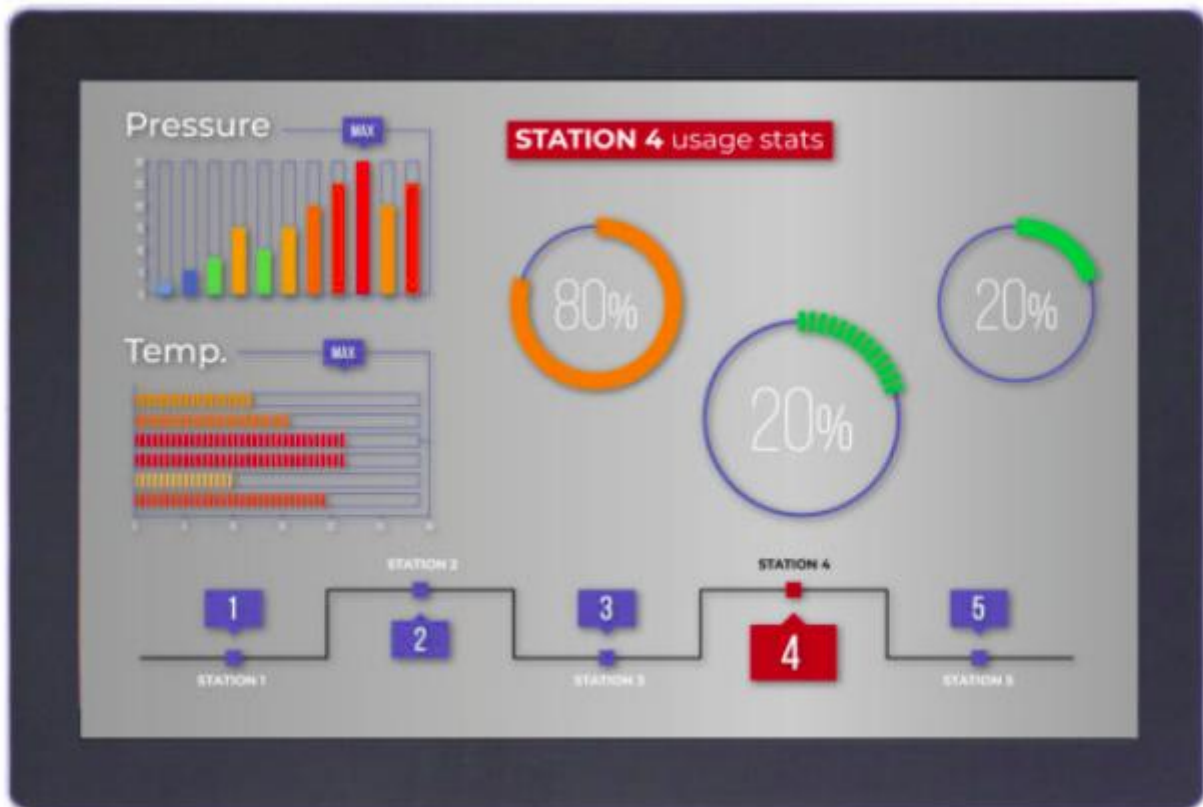 Pressure
MAX
STATION 4 usage stats
80%
20%
20%
Temp.
MAX
STATION 2
STATION 4
1
2
3
4
5
STATION 1
STATION 3
STATION 5